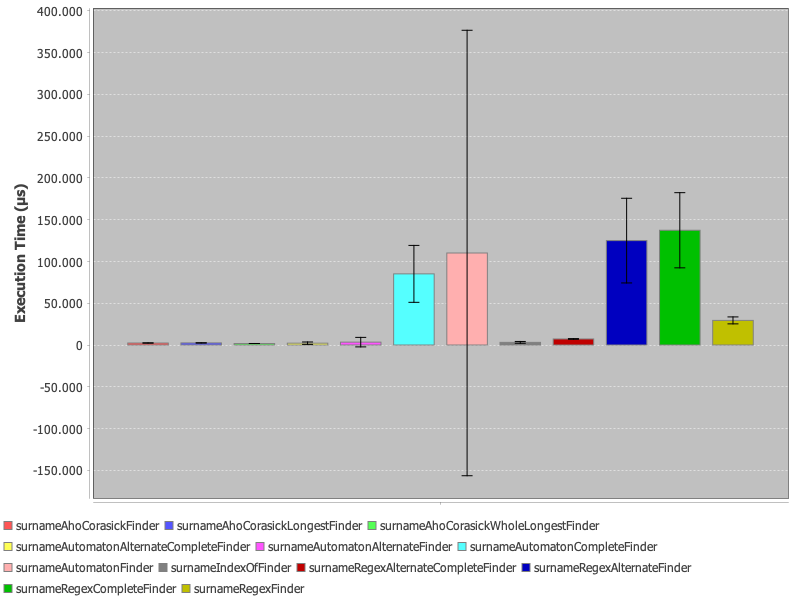 400.000
350.000
300.000
250.000
200.000
150.000
100.000
50.000
0
-50.000
-100.000
-150.000
Execution Time (µs)
surnameAhoCorasickFinder surnameAhoCorasickLongestFinder surnameAhoCorasickWholeLongestFinder
surnameAutomatonAlternateCompleteFinder surnameAutomatonAlternateFinder surnameAutomatonCompleteFinder
surnameAutomatonFinder surnameIndexOfFinder surnameRegexAlternateCompleteFinder surnameRegexAlternateFinder
surnameRegexCompleteFinder surnameRegexFinder